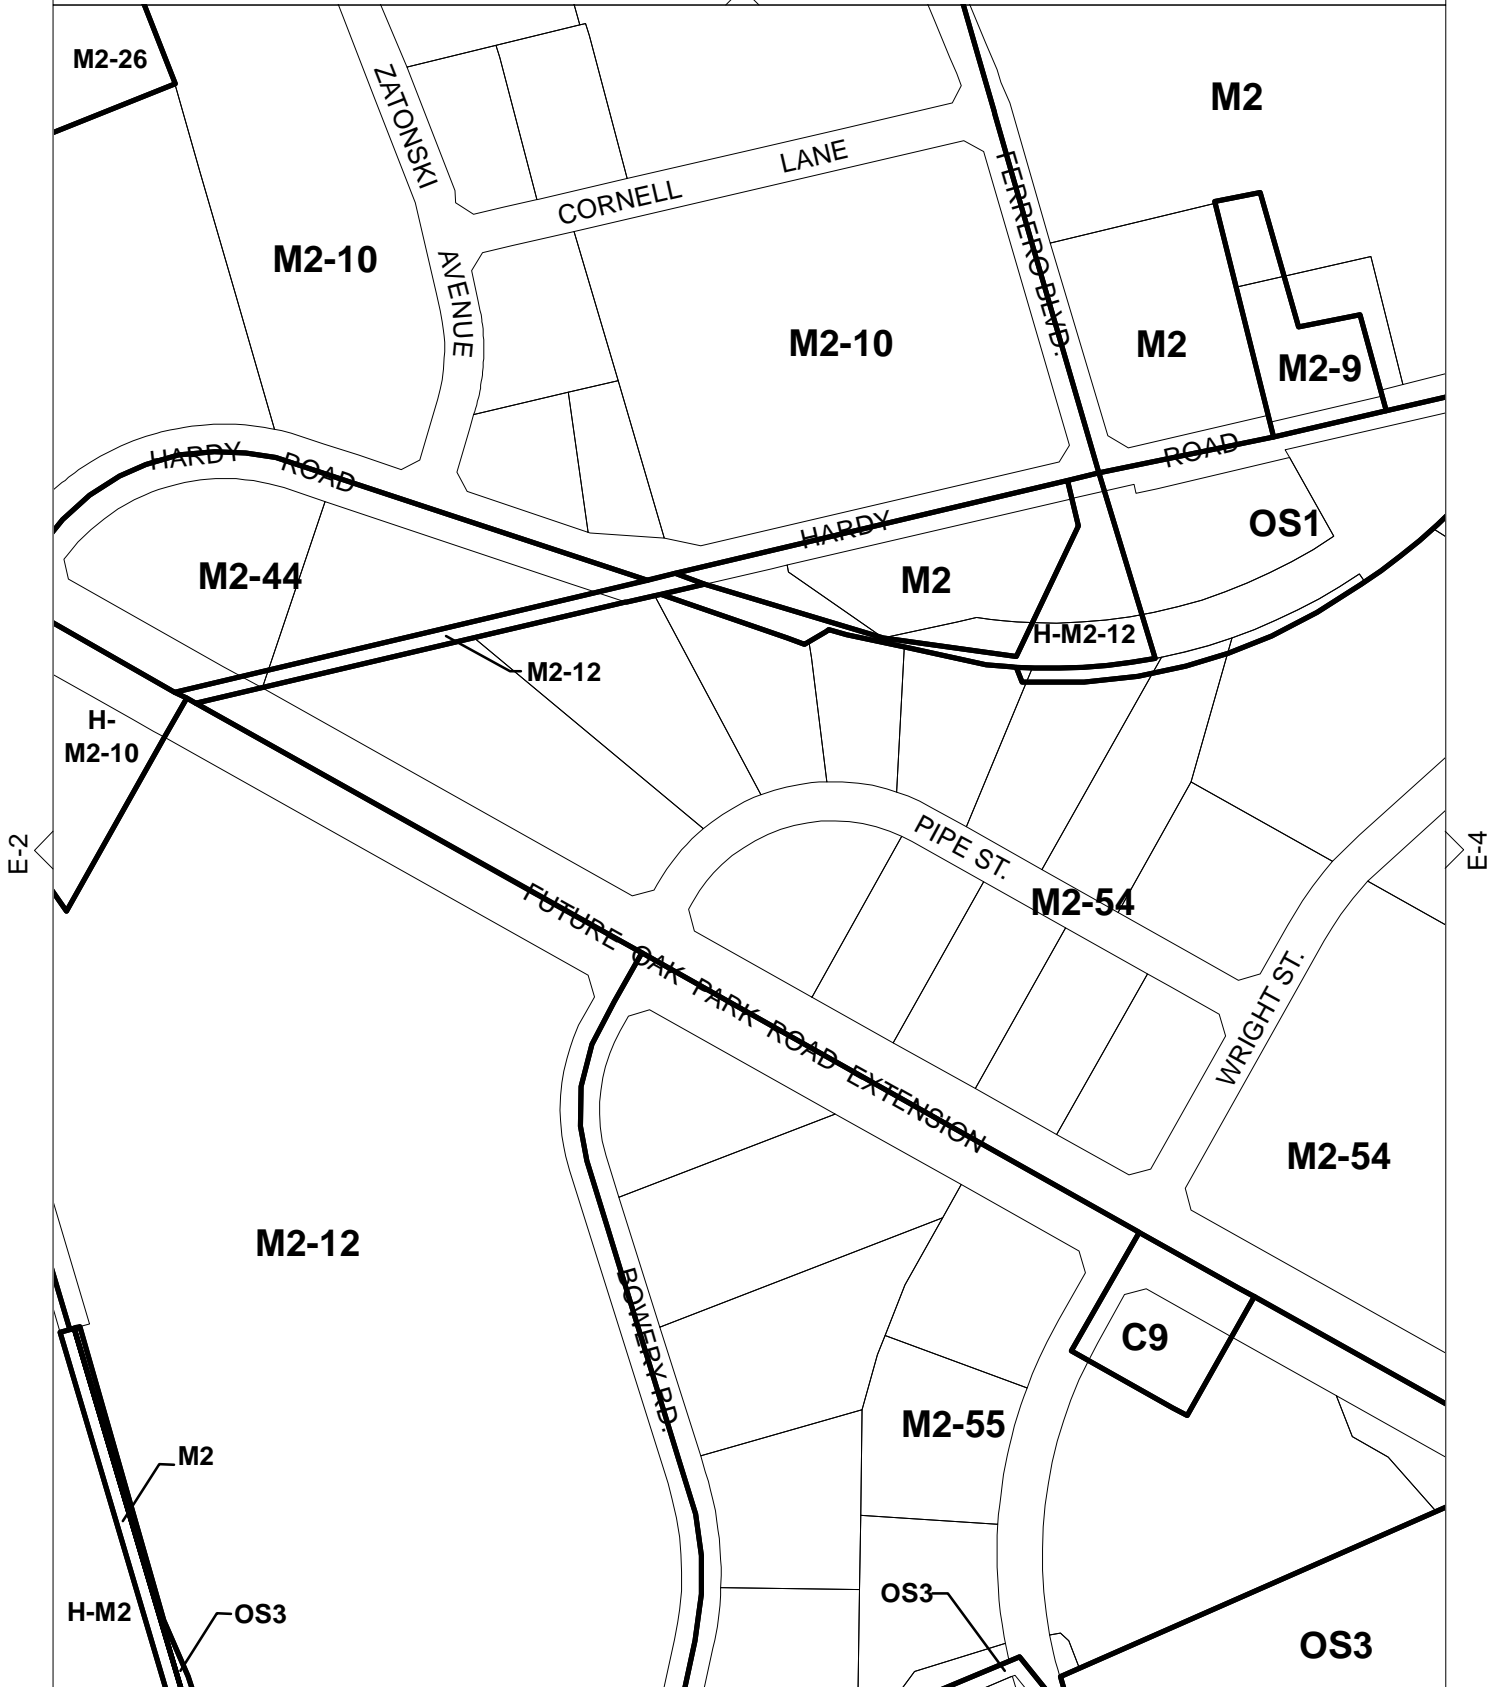 M2-26
ZATONSKI
AVENUE
CORNELL LANE
FERRERO BLVD.
M2
M2-10
M2-10
M2
M2-9
HARDY ROAD
HARDY ROAD
OS1
M2-44
M2
H-M2-12
M2-12
H-
M2-10
E-2
E-4
PIPE ST.
M2-54
FUTURE OAK PARK ROAD EXTENSION
WRIGHT ST.
M2-54
M2-12
BOWERY RD.
C9
M2-55
M2
H-M2
OS3
OS3
OS3